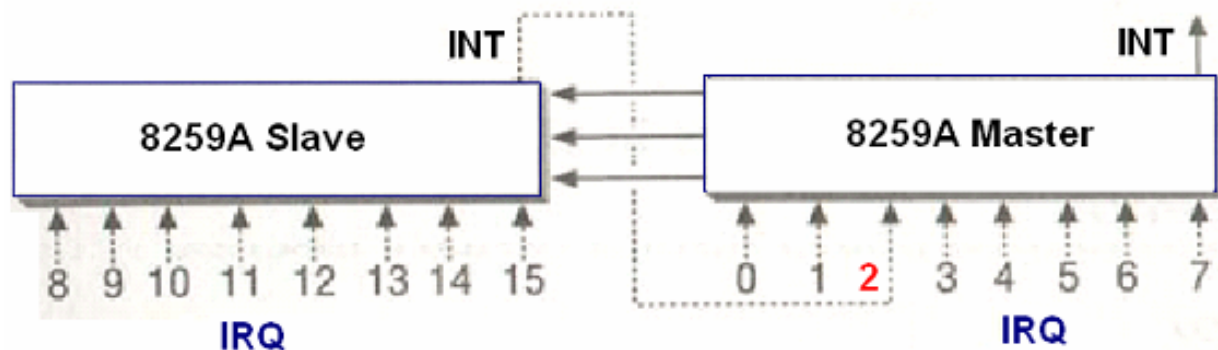 INT
INT
8259A Slave
8259A Master
8 9 10 11 12 13 14 15
0 1 2 3 4 5 6 7
IRQ
IRQ